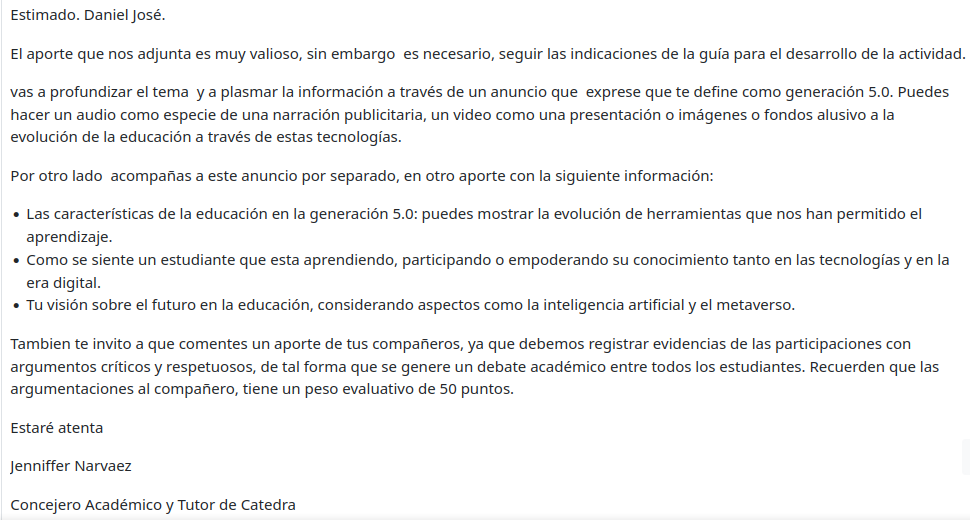 Estimado. Daniel José.
El aporte que nos adjunta es muy valioso, sin embargo  es necesario, seguir las indicaciones de la guía para el desarrollo de la actividad.
vas a profundizar el tema  y a plasmar la información a través de un anuncio que  exprese que te define como generación 5.0. Puedes
hacer un audio como especie de una narración publicitaria, un video como una presentación o imágenes o fondos alusivo a la
evolución de la educación a través de estas tecnologías.
Por otro lado  acompañas a este anuncio por separado, en otro aporte con la siguiente información:
• Las características de la educación en la generación 5.0: puedes mostrar la evolución de herramientas que nos han permitido el
aprendizaje.
• Como se siente un estudiante que esta aprendiendo, participando o empoderando su conocimiento tanto en las tecnologías y en la
era digital.
• Tu visión sobre el futuro en la educación, considerando aspectos como la inteligencia artificial y el metaverso.
Tambien te invito a que comentes un aporte de tus compañeros, ya que debemos registrar evidencias de las participaciones con
argumentos críticos y respetuosos, de tal forma que se genere un debate académico entre todos los estudiantes. Recuerden que las
argumentaciones al compañero, tiene un peso evaluativo de 50 puntos.
Estaré atenta
Jenniffer Narvaez
Concejero Académico y Tutor de Catedra